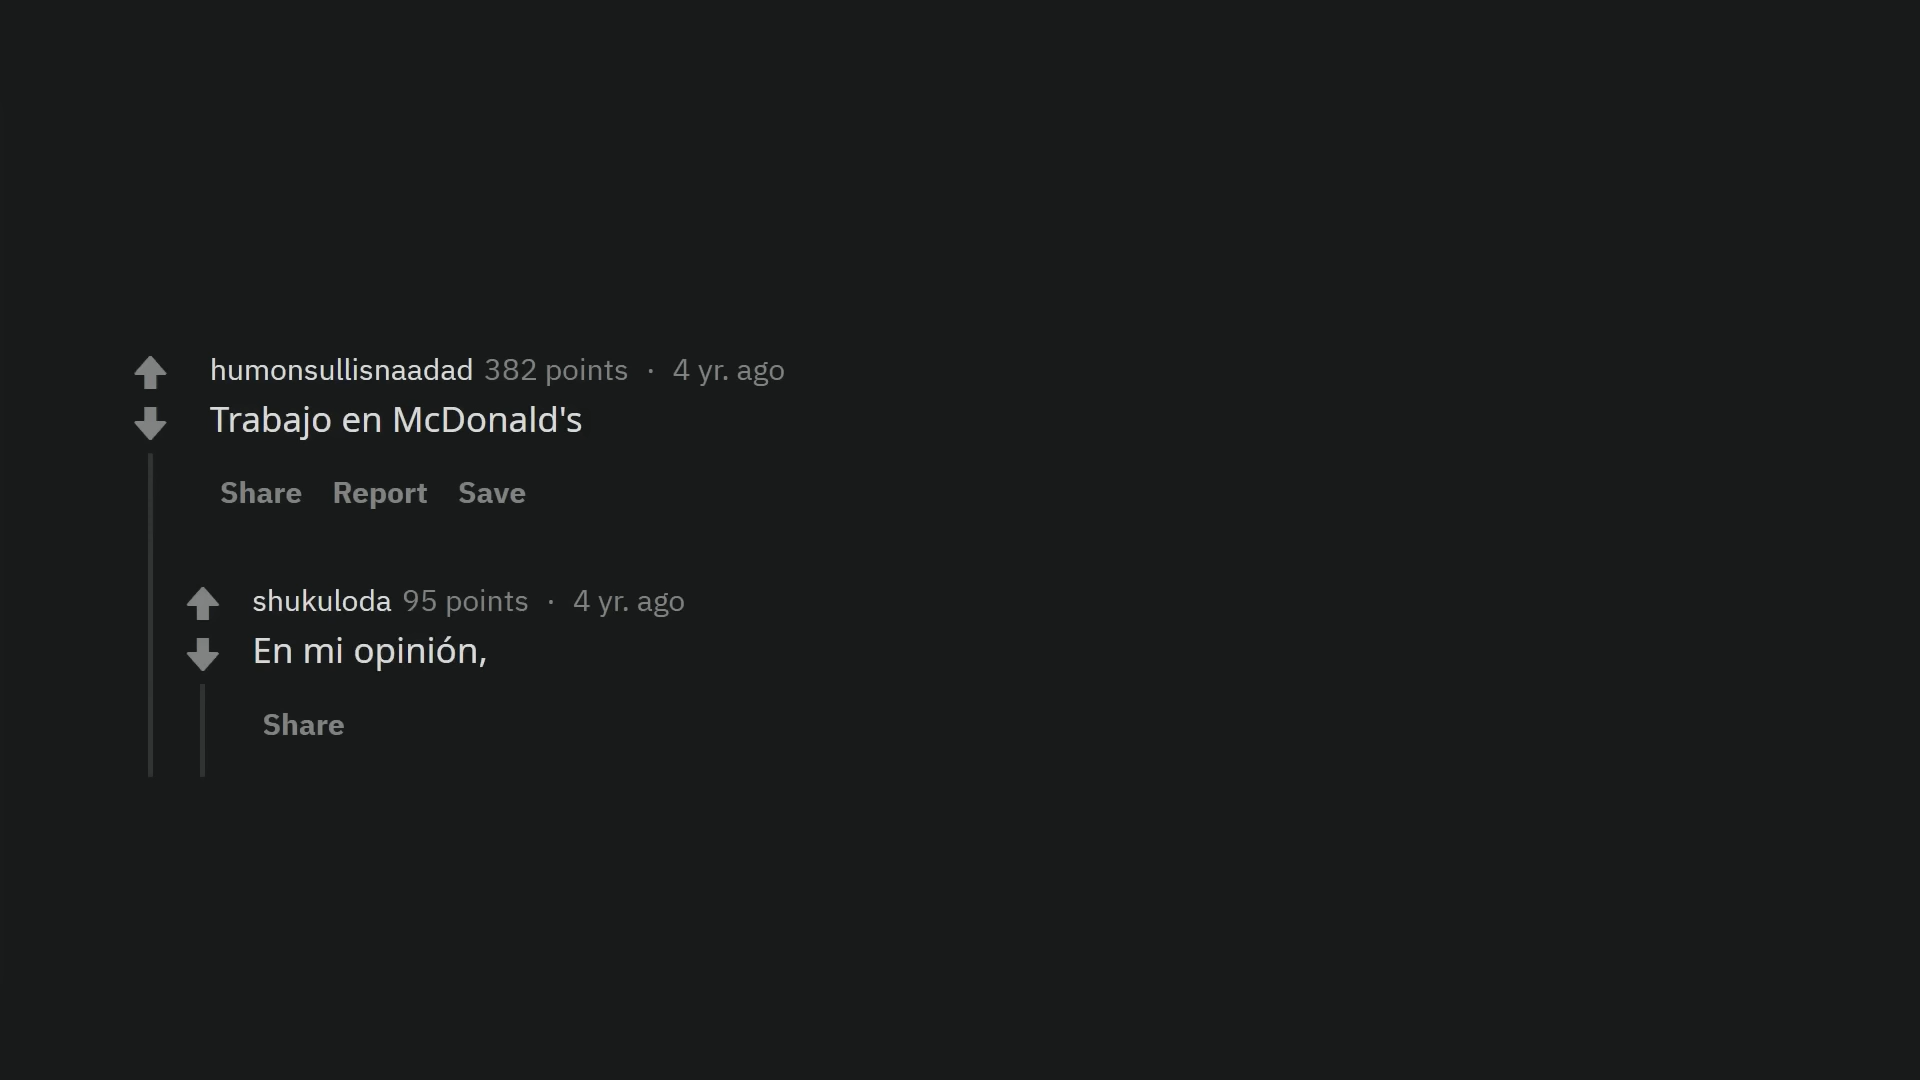 humonsullisnaadad 382 points · 4 yr. ago
Trabajo en McDonald's
Share Report Save
shukuloda 95 points · 4 yr. ago
En mi opinión,
Share